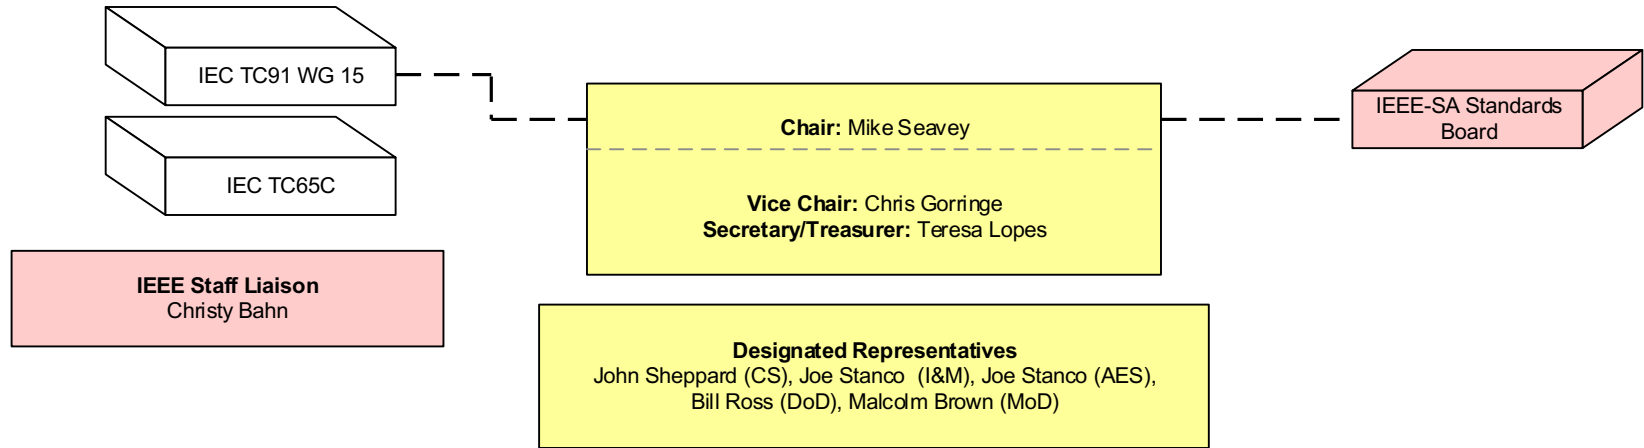 IEC TC91 WG 15
IEC TC65C
IEEE Staff Liaison
Christy Bahn
Chair: Mike Seavey
Vice Chair: Chris Gorringe
Secretary/Treasurer: Teresa Lopes
Designated Representatives
John Sheppard (CS), Joe Stanco (I&M), Joe Stanco (AES),
Bill Ross (DoD), Malcolm Brown (MoD)
IEEE-SA Standards
Board